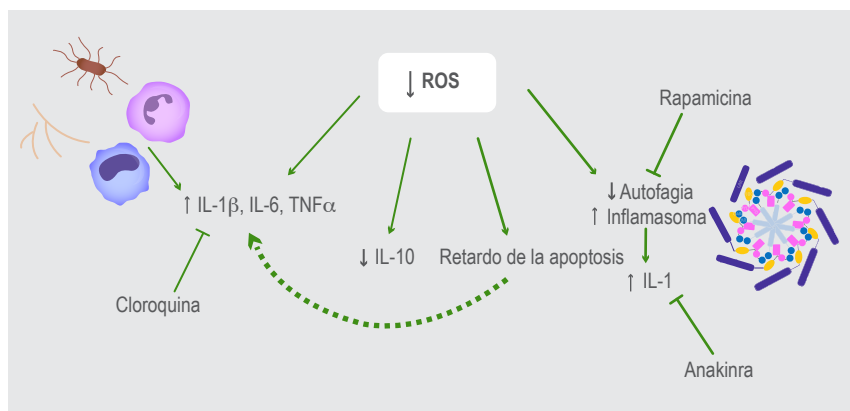 ↓ ROS
Rapamicina
↑ IL-1β, IL-6, TNFα
↓ Autofagia
↑ Inflamasoma
↓ IL-10
Retardo de la apoptosis
↑ IL-1
Cloroquina
Anakinra